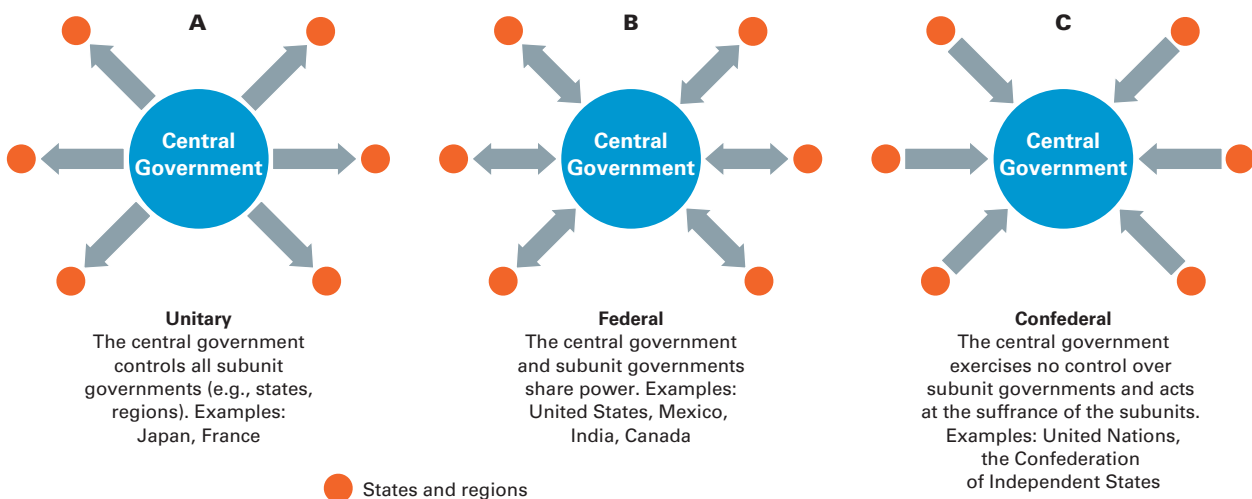 A
Central
Government
Unitary
The central government
controls all subunit
governments (e.g., states,
regions). Examples:
Japan, France
B
Central
Government
Federal
The central government
and subunit governments
share power. Examples:
United States, Mexico,
India, Canada
C
Central
Government
Confederal
The central government
exercises no control over
subunit governments and acts
at the suffrance of the subunits.
Examples: United Nations,
the Confederation
of Independent States
States and regions